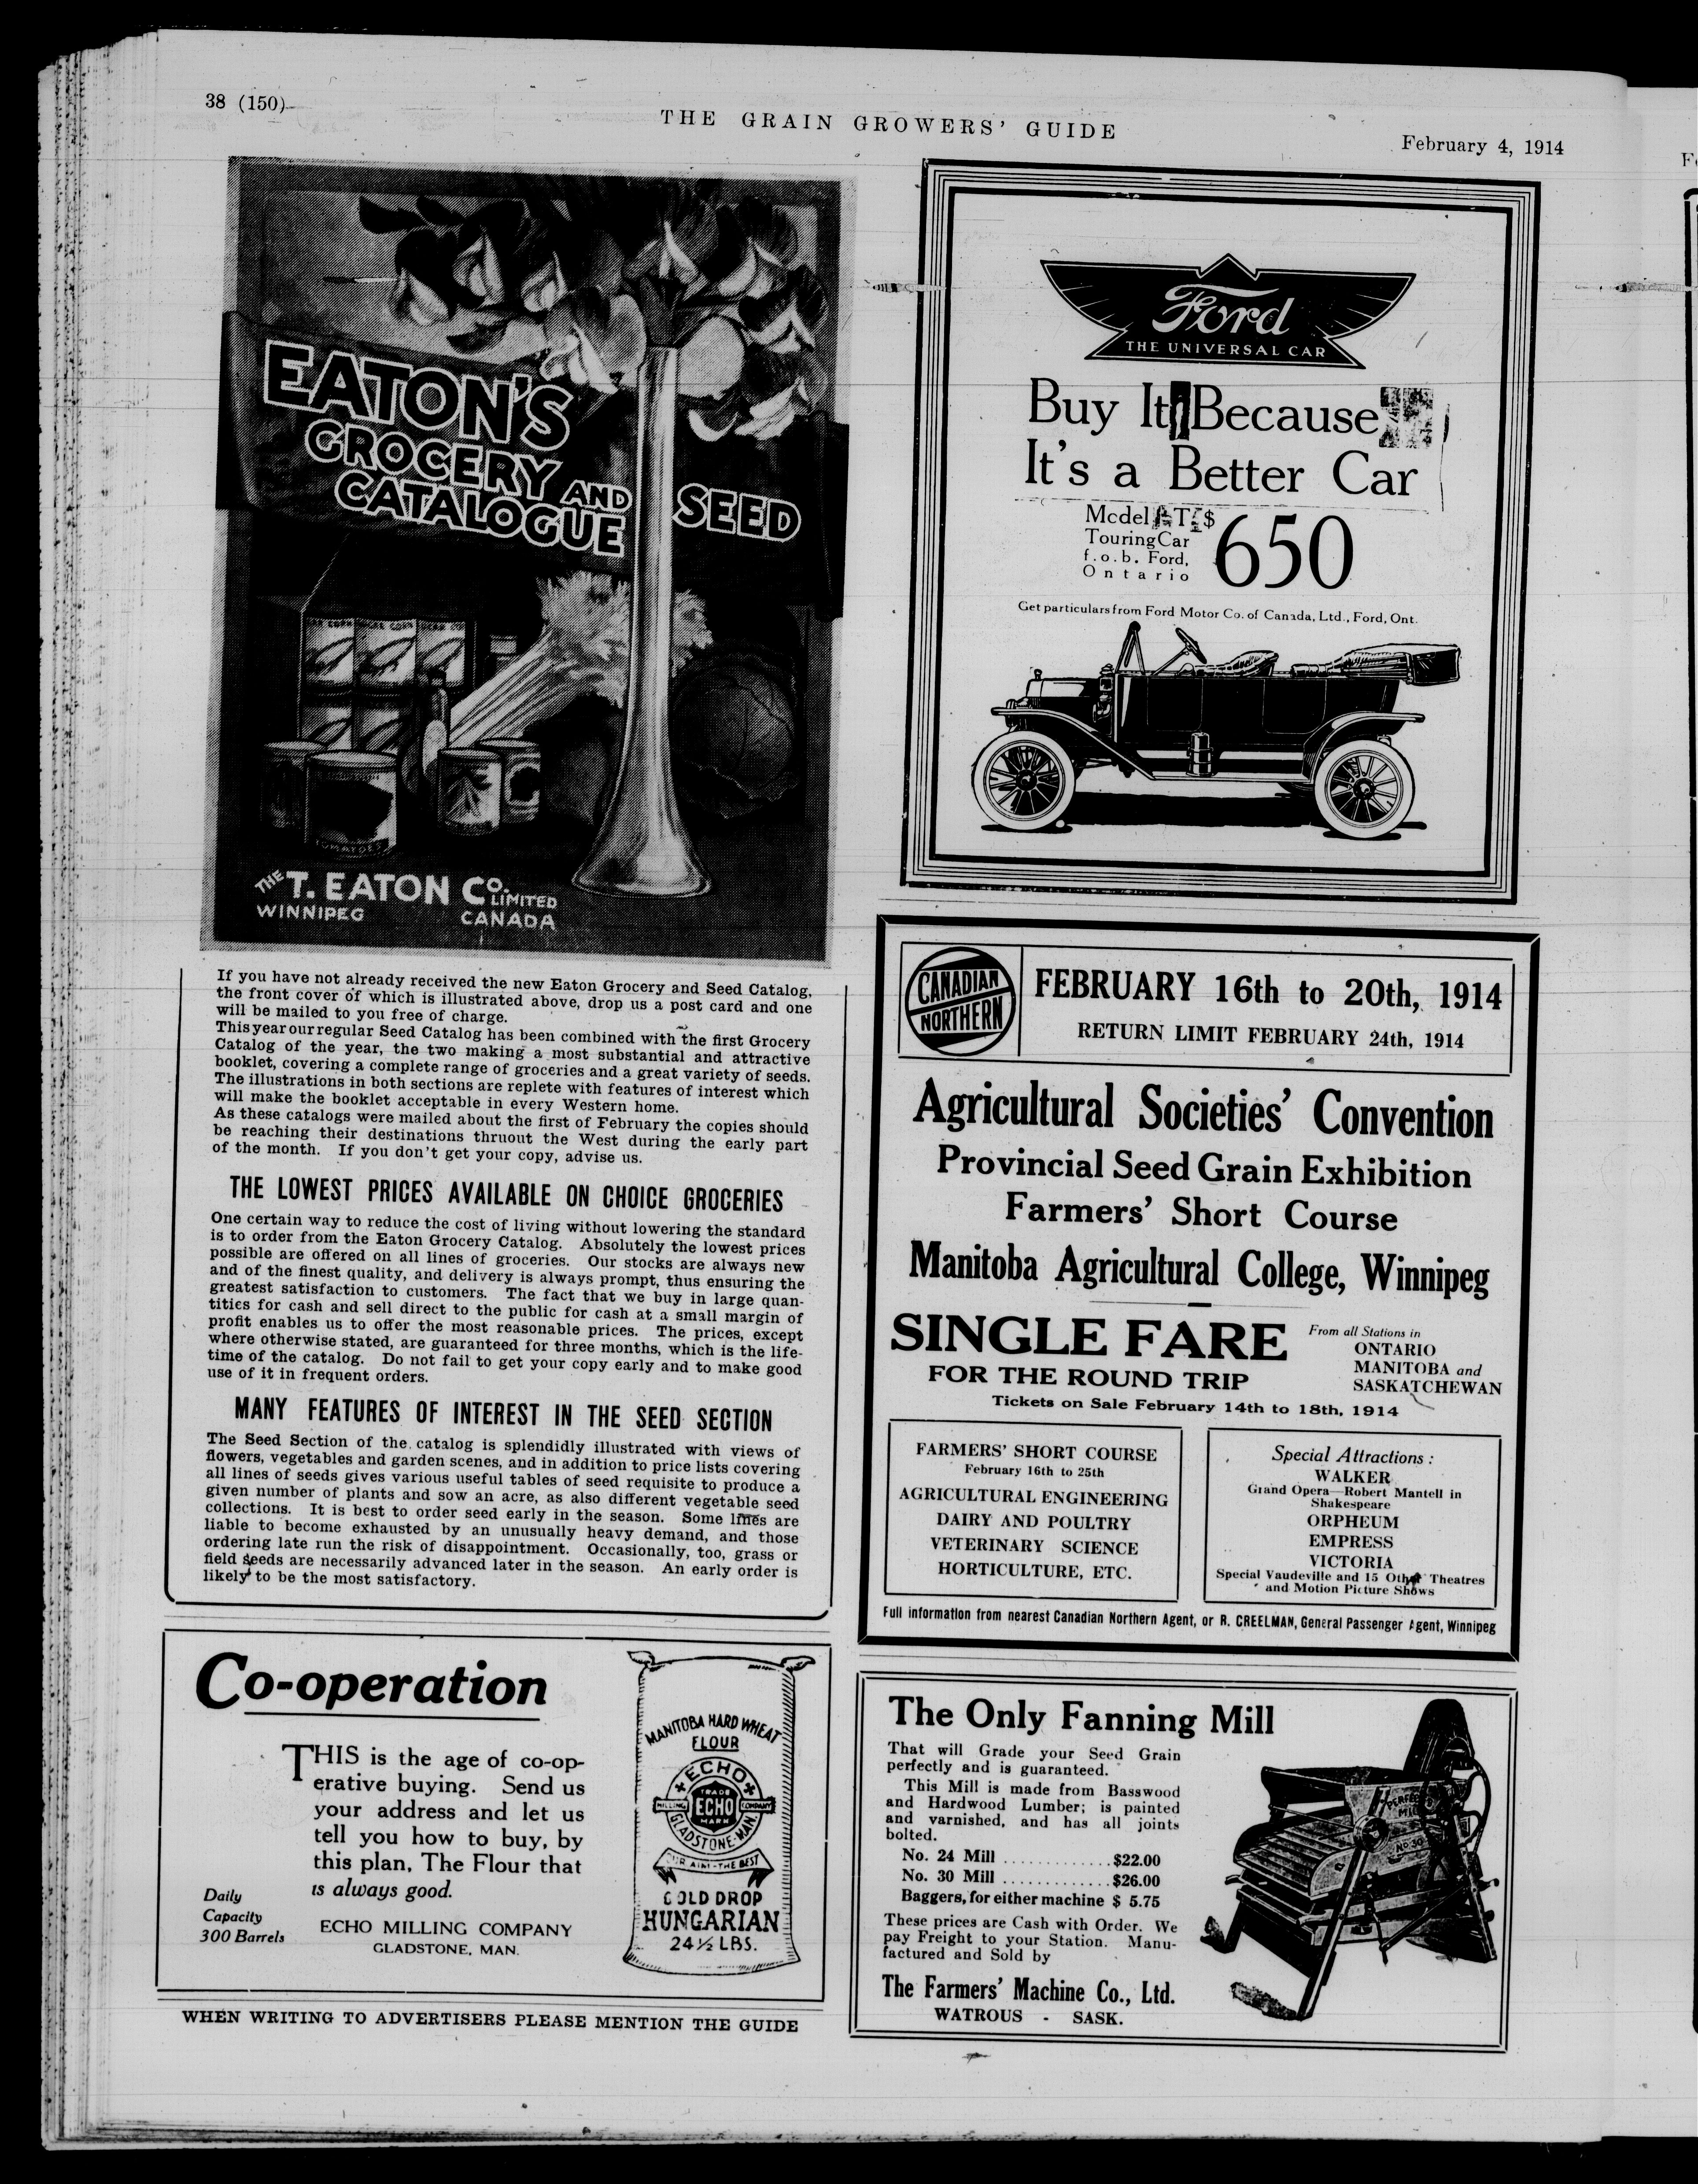 38 (150)
THE GRAIN GROWERS' GUIDE
February 4, 1914
EATON'S
GROCERY AND SEED
CATALOGUE
TOMATOES
THE T. EATON CO. LIMITED
WINNIPEG CANADA
If you have not already received the new Eaton Grocery and Seed Catalog,
the front cover of which is illustrated above, drop us a post card and one
will be mailed to you free of charge.
This year our regular Seed Catalog has been combined with the first Grocery
Catalog of the year, the two making a most substantial and attractive
booklet, covering a complete range of groceries and a great variety of seeds.
The illustrations in both sections are replete with features of interest which
will make the booklet acceptable in every Western home.
As these catalogs were mailed about the first of February the copies should
be reaching their destinations thruout the West during the early part
of the month. If you don't get your copy, advise us.
THE LOWEST PRICES AVAILABLE ON CHOICE GROCERIES
One certain way to reduce the cost of living without lowering the standard
is to order from the Eaton Grocery Catalog. Absolutely the lowest prices
possible are offered on all lines of groceries. Our stocks are always new
and of the finest quality, and delivery is always prompt, thus ensuring the
greatest satisfaction to customers. The fact that we buy in large quan-
tities for cash and sell direct to the public for cash at a small margin of
profit enables us to offer the most reasonable prices. The prices, except
where otherwise stated, are guaranteed for three months, which is the life-
time of the catalog. Do not fail to get your copy early and to make good
use of it in frequent orders.
MANY FEATURES OF INTEREST IN THE SEED SECTION
The Seed Section of the catalog is splendidly illustrated with views of
flowers, vegetables and garden scenes, and in addition to price lists covering
all lines of seeds gives various useful tables of seed requisite to produce a
given number of plants and sow an acre, as also different vegetable seed
collections. It is best to order seed early in the season. Some lines are
liable to become exhausted by an unusually heavy demand, and those
ordering late run the risk of disappointment. Occasionally, too, grass or
field seeds are necessarily advanced later in the season. An early order is
likely to be the most satisfactory.
Co-operation
THIS is the age of co-op-
erative buying. Send us
your address and let us
tell you how to buy, by
this plan, The Flour that
is always good.
Daily
Capacity
300 Barrels
ECHO MILLING COMPANY
GLADSTONE, MAN.
MANITOBA HARD WHEAT
FLOUR
ECHO
TRADE
MILLING ECHO COMPANY
MARK
GLADSTONE, MAN.
OUR AIM-THE BEST
GOLD DROP
HUNGARIAN
24½ LBS.
WHEN WRITING TO ADVERTISERS PLEASE MENTION THE GUIDE
Ford
THE UNIVERSAL CAR
Buy It Because
It's a Better Car
Model T
Touring Car
f.o.b. Ford,
Ontario
$650
Get particulars from Ford Motor Co. of Canada, Ltd., Ford, Ont.
CANADIAN
NORTHERN
FEBRUARY 16th to 20th, 1914
RETURN LIMIT FEBRUARY 24th, 1914
Agricultural Societies' Convention
Provincial Seed Grain Exhibition
Farmers' Short Course
Manitoba Agricultural College, Winnipeg
SINGLE FARE
FOR THE ROUND TRIP
From all Stations in
ONTARIO
MANITOBA and
SASKATCHEWAN
Tickets on Sale February 14th to 18th, 1914
FARMERS' SHORT COURSE
February 16th to 25th
AGRICULTURAL ENGINEERING
DAIRY AND POULTRY
VETERINARY SCIENCE
HORTICULTURE, ETC.
Special Attractions:
WALKER
Grand Opera—Robert Mantell in
Shakespeare
ORPHEUM
EMPRESS
VICTORIA
Special Vaudeville and 15 Other Theatres
and Motion Picture Shows
Full information from nearest Canadian Northern Agent, or R. CREELMAN, General Passenger Agent, Winnipeg
The Only Fanning Mill
That will Grade your Seed Grain
perfectly and is guaranteed.
This Mill is made from Basswood
and Hardwood Lumber; is painted
and varnished, and has all joints
bolted.
No. 24 Mill .............$22.00
No. 30 Mill .............$26.00
Baggers, for either machine $ 5.75
These prices are Cash with Order. We
pay Freight to your Station. Manu-
factured and Sold by
The Farmers' Machine Co., Ltd.
WATROUS - SASK.
No 30